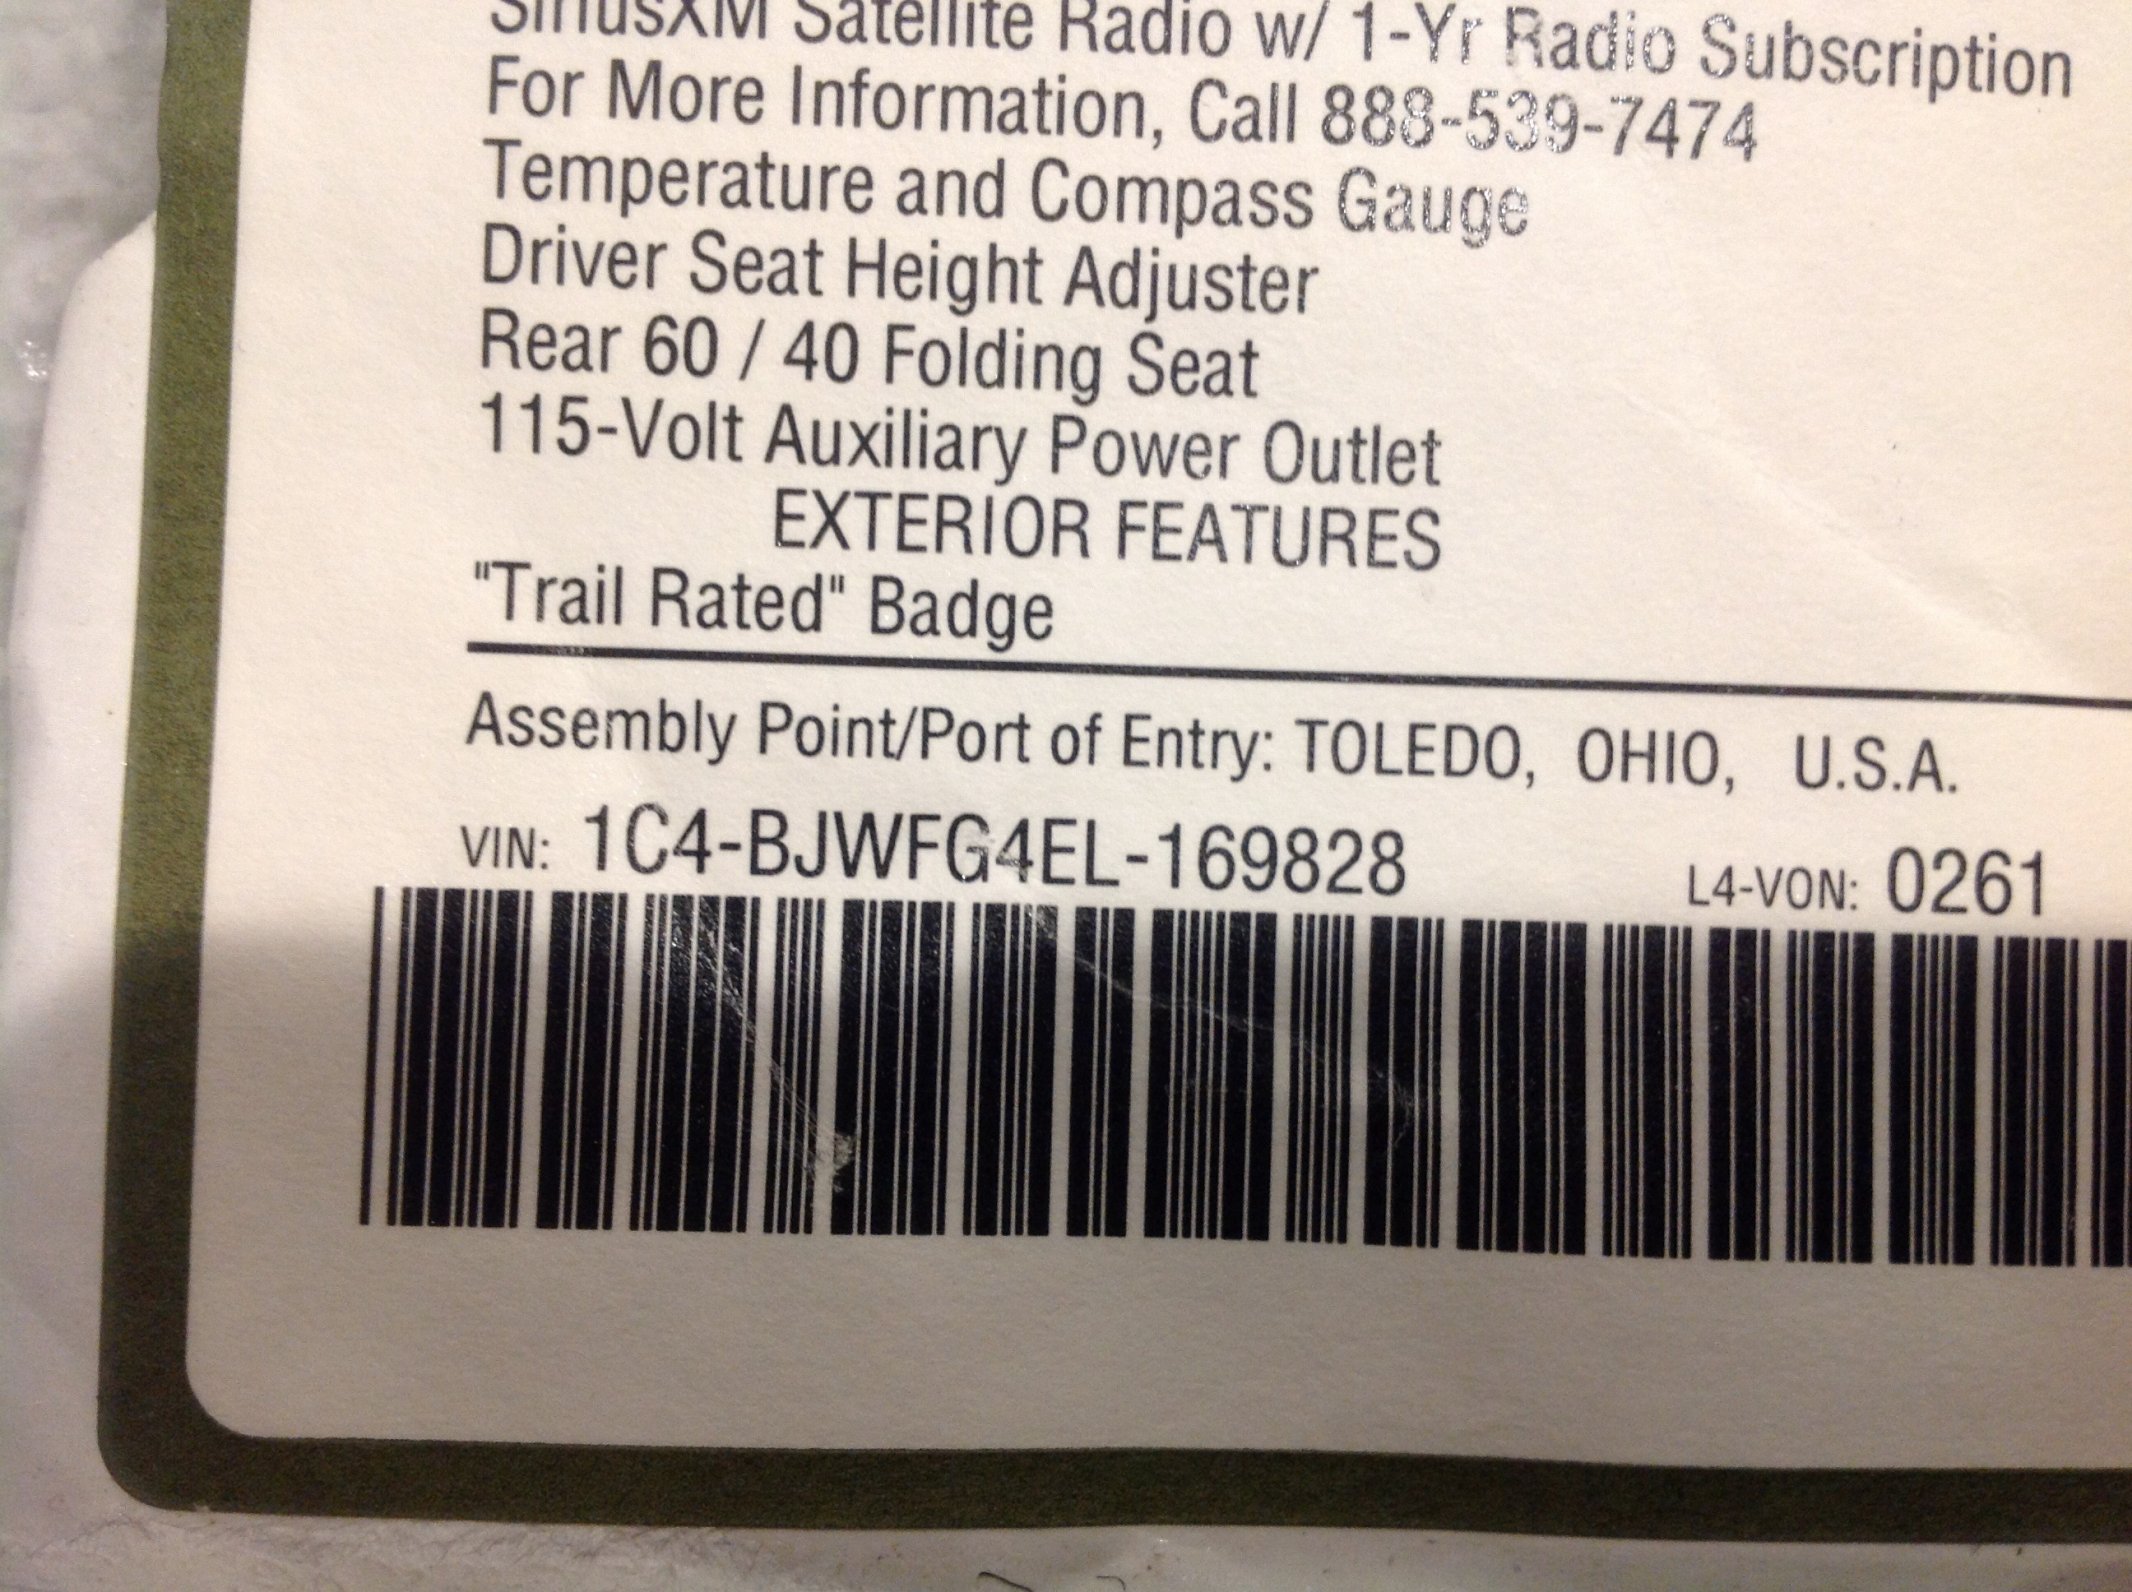 SiriusXM Satellite Radio w/ 1-Yr Radio Subscription
For More Information, Call 888-539-7474
Temperature and Compass Gauge
Driver Seat Height Adjuster
Rear 60 / 40 Folding Seat
115-Volt Auxiliary Power Outlet
EXTERIOR FEATURES
"Trail Rated" Badge
Assembly Point/Port of Entry: TOLEDO, OHIO, U.S.A.
VIN: 1C4-BJWFG4EL-169828 L4-VON: 0261